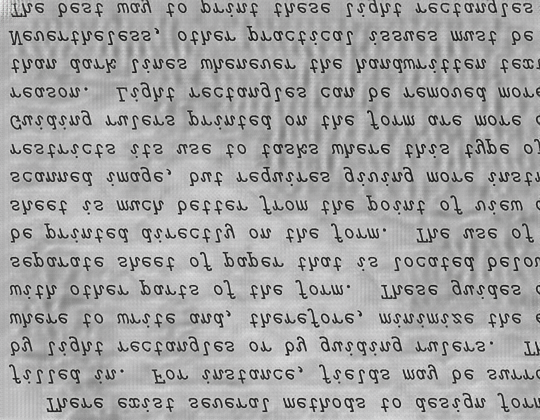 There exist several methods to design form
filled in. For instance, fields may be surro
by light rectangles or by guiding rulers. Th
where to write and, therefore, minimize the e
with other parts of the form. These guides c
separate sheet of paper that is located below
be printed directly on the form. The use of
sheet is much better from the point of view o
scanned image, but requires giving more instr
restricts its use to tasks where this type of
Guiding rulers printed on the form are more c
reason. Light rectangles can be removed more
than dark lines whenever the handwritten text
Nevertheless, other practical issues must be
The best way to print these light rectangles